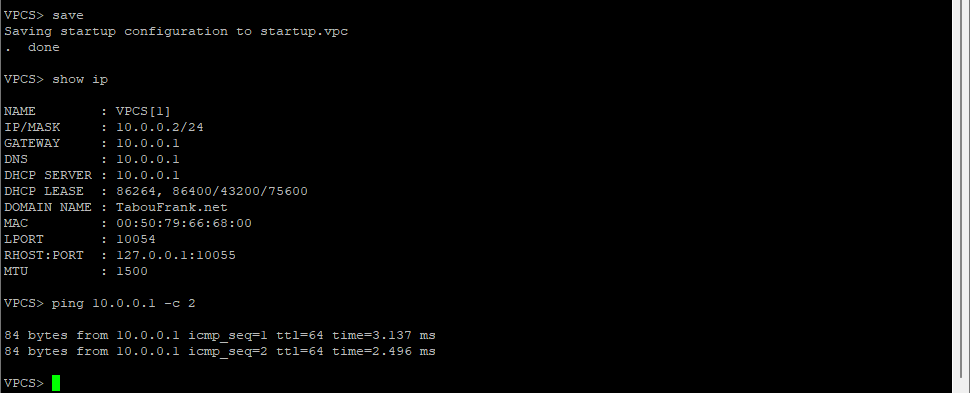 VPCS> save
Saving startup configuration to startup.vpc
.  done
VPCS> show ip
NAME        : VPCS[1]
IP/MASK     : 10.0.0.2/24
GATEWAY     : 10.0.0.1
DNS         : 10.0.0.1
DHCP SERVER : 10.0.0.1
DHCP LEASE  : 86264, 86400/43200/75600
DOMAIN NAME : TabouFrank.net
MAC         : 00:50:79:66:68:00
LPORT       : 10054
RHOST:PORT  : 127.0.0.1:10055
MTU         : 1500
VPCS> ping 10.0.0.1 -c 2
84 bytes from 10.0.0.1 icmp_seq=1 ttl=64 time=3.137 ms
84 bytes from 10.0.0.1 icmp_seq=2 ttl=64 time=2.496 ms
VPCS>